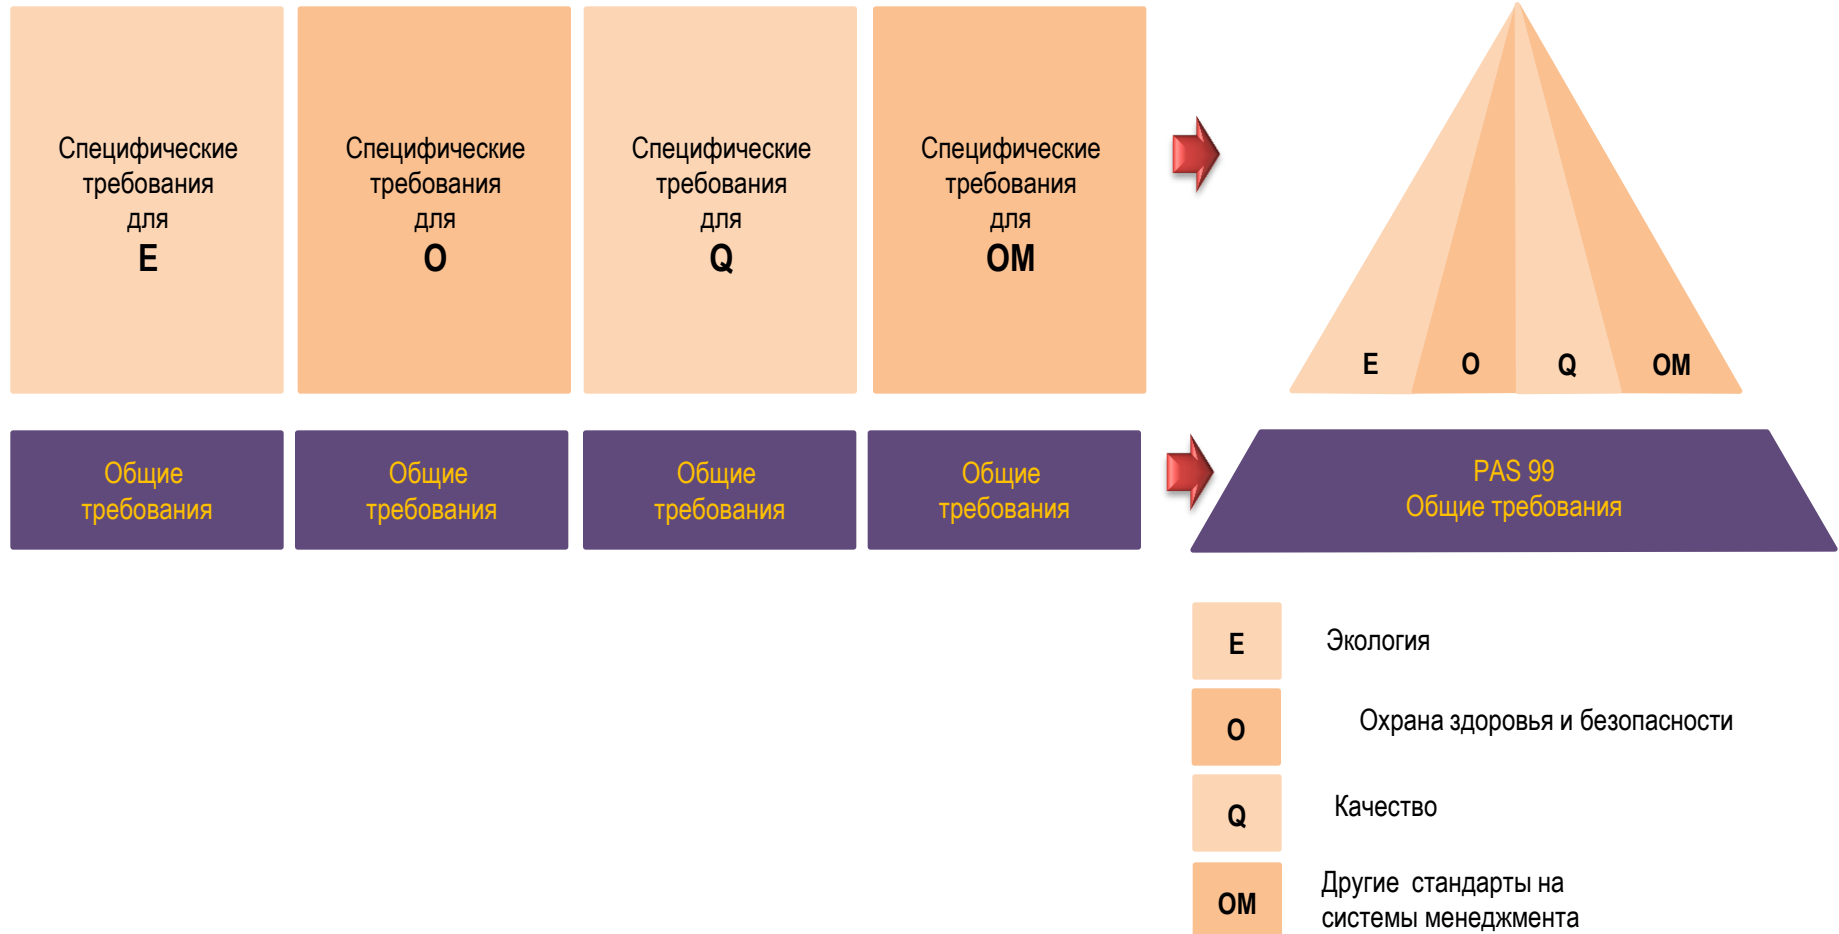 Специфические
требования
для
E
Специфические
требования
для
O
Специфические
требования
для
Q
Специфические
требования
для
OM
E
O
Q
OM
Общие
требования
Общие
требования
Общие
требования
Общие
требования
PAS 99
Общие требования
E
Экология
O
Охрана здоровья и безопасности
Q
Качество
OM
Другие стандарты на
системы менеджмента